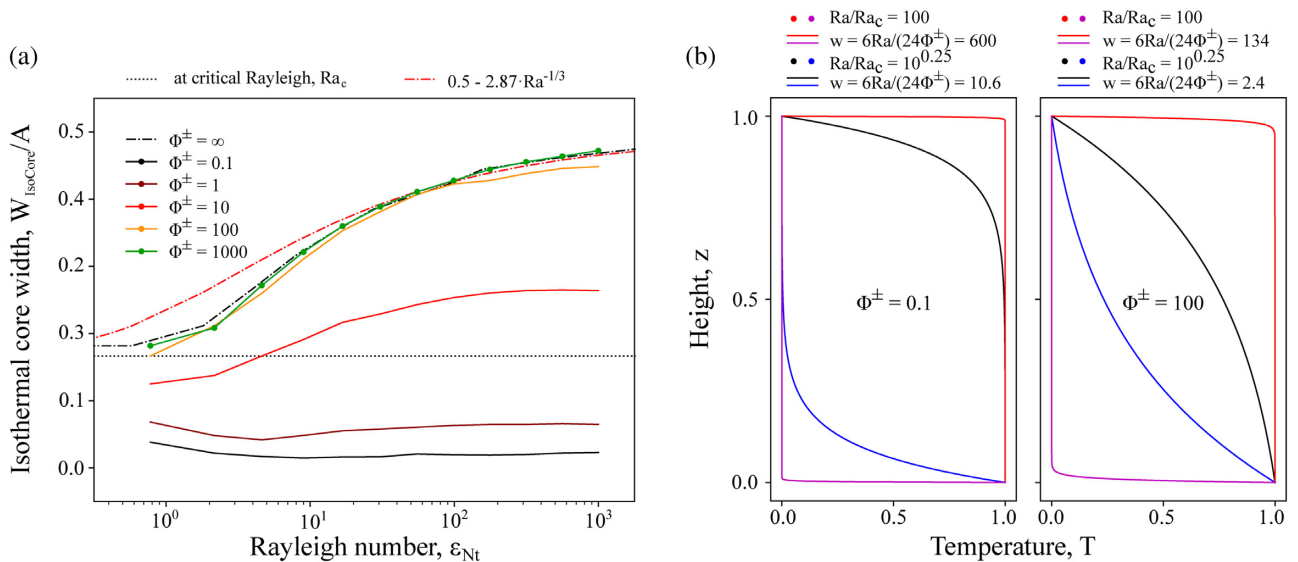 (a)
at critical Rayleigh, Ra_c
0.5 - 2.87·Ra^-1/3
Isothermal core width, W_IsoCore/A
0.5
0.4
0.2
0.3
0.1
0.0
Φ^± = ∞
Φ^± = 0.1
Φ^± = 1
Φ^± = 10
Φ^± = 100
Φ^± = 1000
10^0
10^1
10^2
10^3
Rayleigh number, ε_Nt
(b)
Ra/Ra_c = 100
w = 6Ra/(24Φ^±) = 600
Ra/Ra_c = 10^0.25
w = 6Ra/(24Φ^±) = 10.6
Ra/Ra_c = 100
w = 6Ra/(24Φ^±) = 134
Ra/Ra_c = 10^0.25
w = 6Ra/(24Φ^±) = 2.4
Height, z
1.0
0.5
0.0
Φ^± = 0.1
Φ^± = 100
0.0
0.5
1.0
0.0
0.5
1.0
Temperature, T